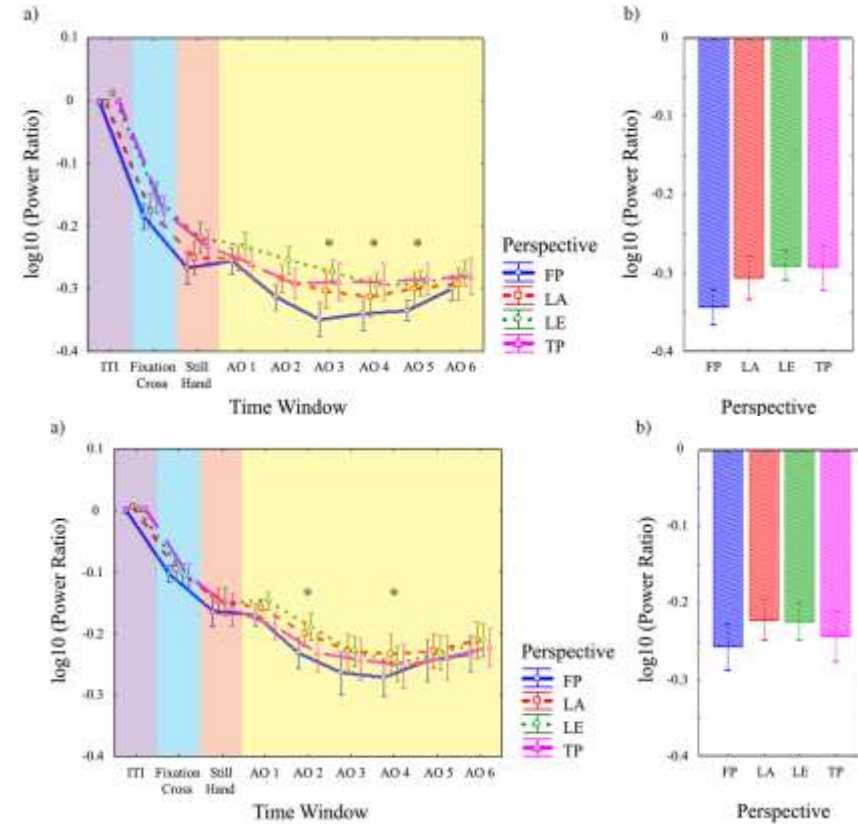 a)
b)
0.1
0
-0.1
-0.2
-0.3
-0.4
log10 (Power Ratio)
ITI Fixation Cross Still Hand AO 1 AO 2 AO 3 AO 4 AO 5 AO 6
Time Window
Perspective
FP
LA
LE
TP
0
-0.1
-0.2
-0.3
-0.4
log10 (Power Ratio)
FP LA LE TP
Perspective
a)
b)
0.1
0
-0.1
-0.2
-0.3
-0.4
log10 (Power Ratio)
ITI Fixation Cross Still Hand AO 1 AO 2 AO 3 AO 4 AO 5 AO 6
Time Window
Perspective
FP
LA
LE
TP
0
-0.1
-0.2
-0.3
-0.4
log10 (Power Ratio)
FP LA LE TP
Perspective